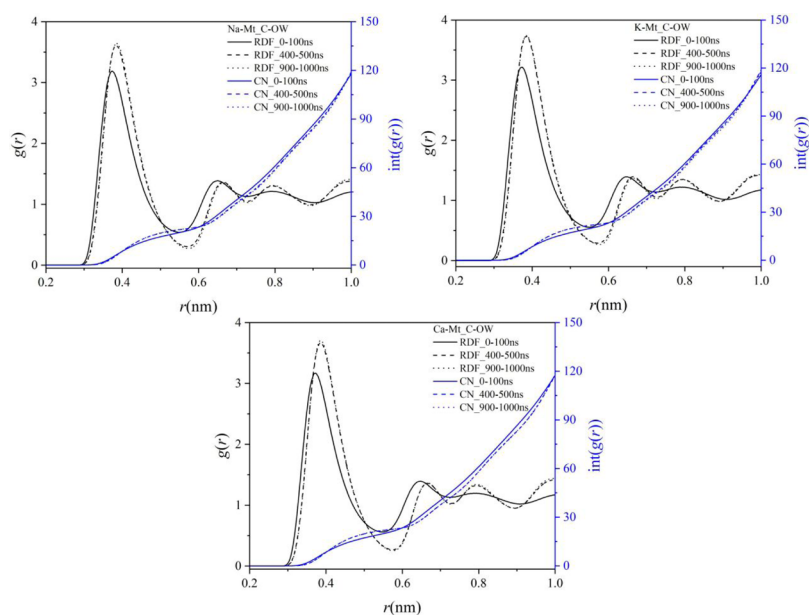 Na-Mt_C-OW
RDF_0-100ns
RDF_400-500ns
RDF_900-1000ns
CN_0-100ns
CN_400-500ns
CN_900-1000ns
g(r)
4
3
2
1
0
150
120
90
60
30
0
int(g(r))
0.2 0.4 0.6 0.8 1.0
r(nm)
K-Mt_C-OW
RDF_0-100ns
RDF_400-500ns
RDF_900-1000ns
CN_0-100ns
CN_400-500ns
CN_900-1000ns
g(r)
4
3
2
1
0
150
120
90
60
30
0
int(g(r))
0.2 0.4 0.6 0.8 1.0
r(nm)
Ca-Mt_C-OW
RDF_0-100ns
RDF_400-500ns
RDF_900-1000ns
CN_0-100ns
CN_400-500ns
CN_900-1000ns
g(r)
4
3
2
1
0
150
120
90
60
30
0
int(g(r))
0.2 0.4 0.6 0.8 1.0
r(nm)